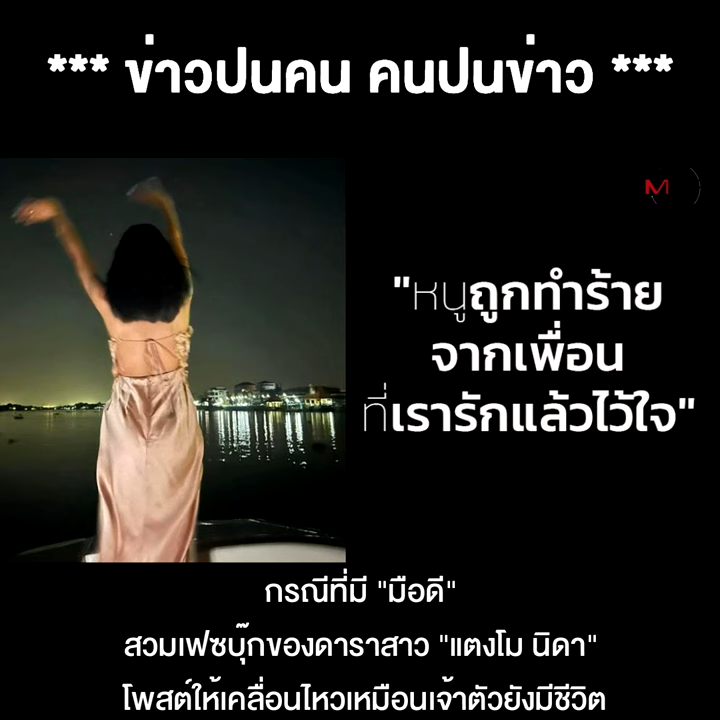 *** ข่าวปนคน คนปนข่าว ***
M
"หนูถูกทำร้าย
จากเพื่อน
ที่เรารักแล้วไว้ใจ"
กรณีที่มี "มือดี"
สวมเฟซบุ๊กของดาราสาว "แตงโม นิดา"
โพสต์ให้เคลื่อนไหวเหมือนเจ้าตัวยังมีชีวิต